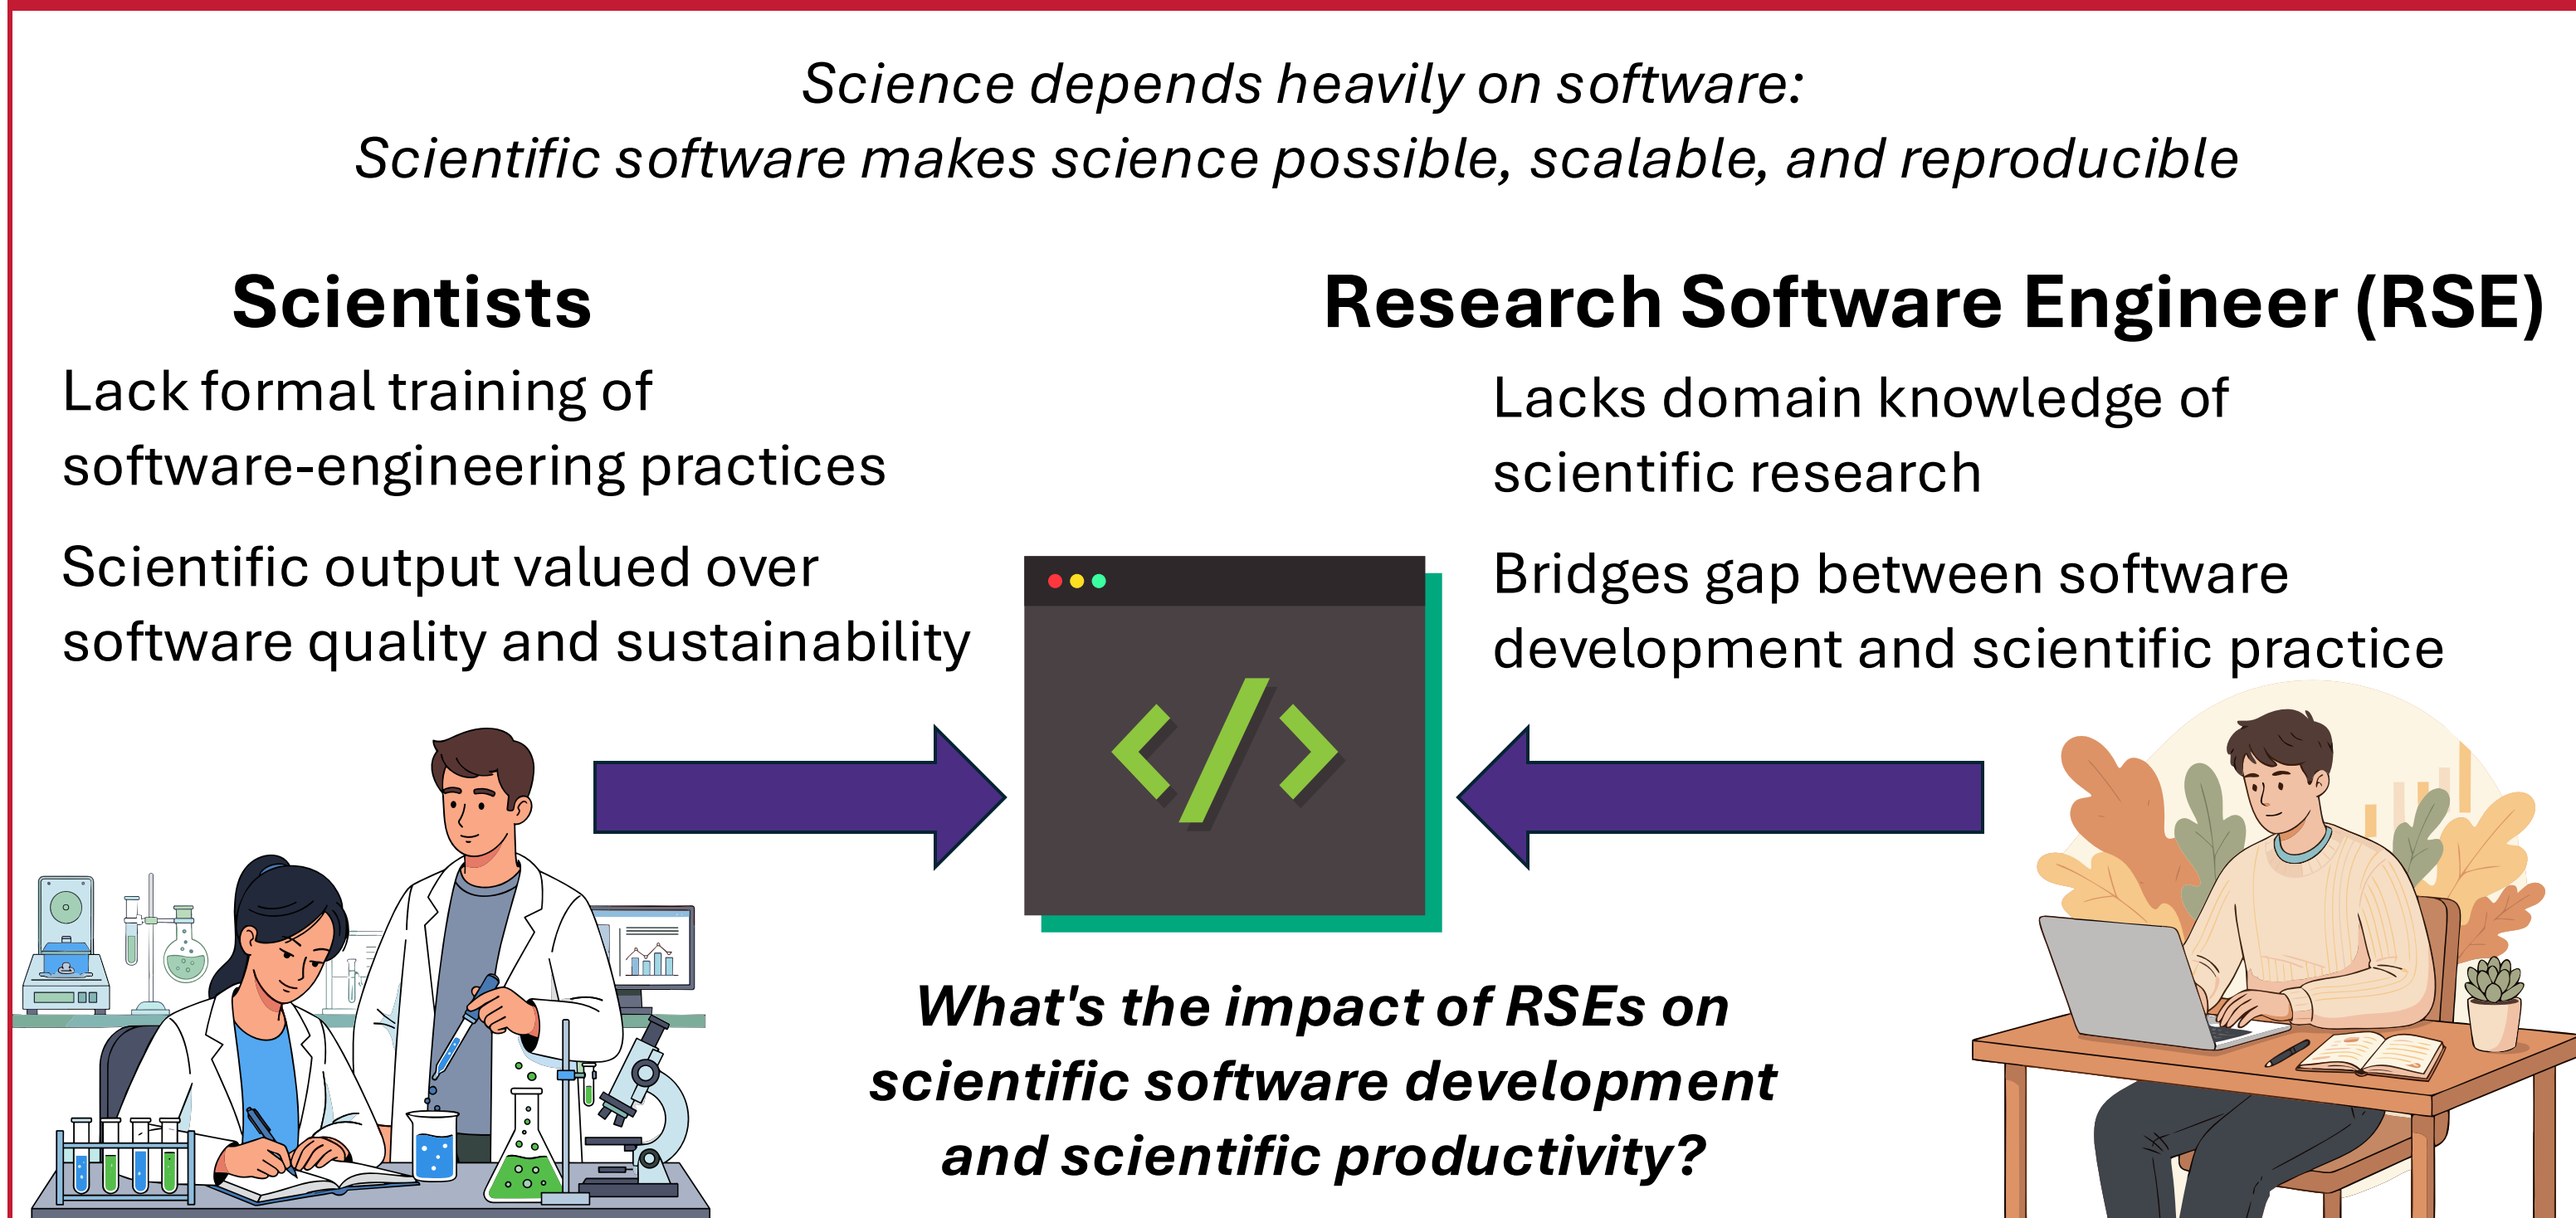 Science depends heavily on software:
Scientific software makes science possible, scalable, and reproducible
Scientists
Lack formal training of
software-engineering practices
Scientific output valued over
software quality and sustainability
Research Software Engineer (RSE)
Lacks domain knowledge of
scientific research
Bridges gap between software
development and scientific practice
</>
What's the impact of RSEs on
scientific software development
and scientific productivity?